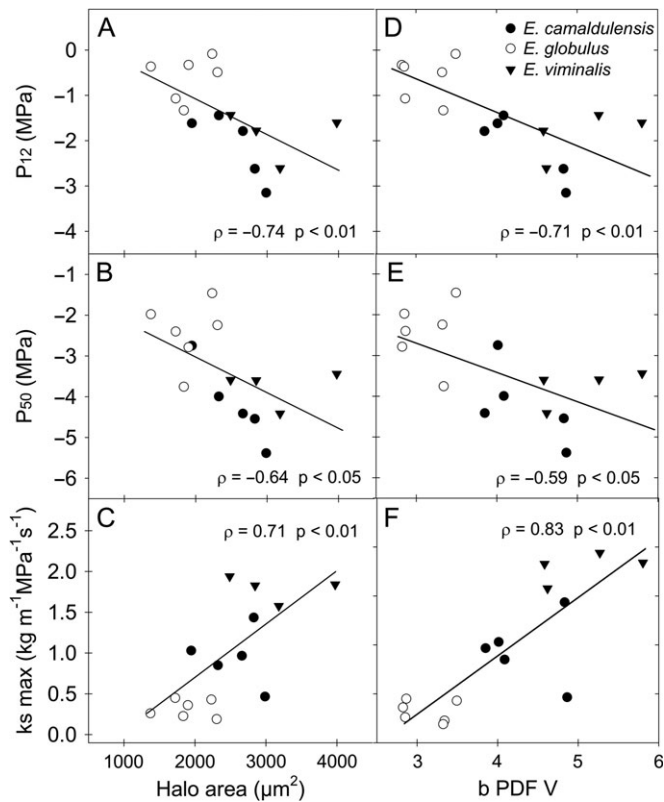 A
D
● E. camaldulensis
○ E. globulus
▼ E. viminalis
0
−1
−2
−3
−4
P12 (MPa)
ρ = −0.74 p < 0.01
ρ = −0.71 p < 0.01
B
E
−1
−2
−3
−4
−5
−6
P50 (MPa)
ρ = −0.64 p < 0.05
ρ = −0.59 p < 0.05
C
F
ρ = 0.71 p < 0.01
ρ = 0.83 p < 0.01
2.5
2.0
1.5
1.0
0.5
0.0
ks max (kg m⁻¹MPa⁻¹s⁻¹)
1000 2000 3000 4000
3 4 5 6
Halo area (µm²)
b PDF V